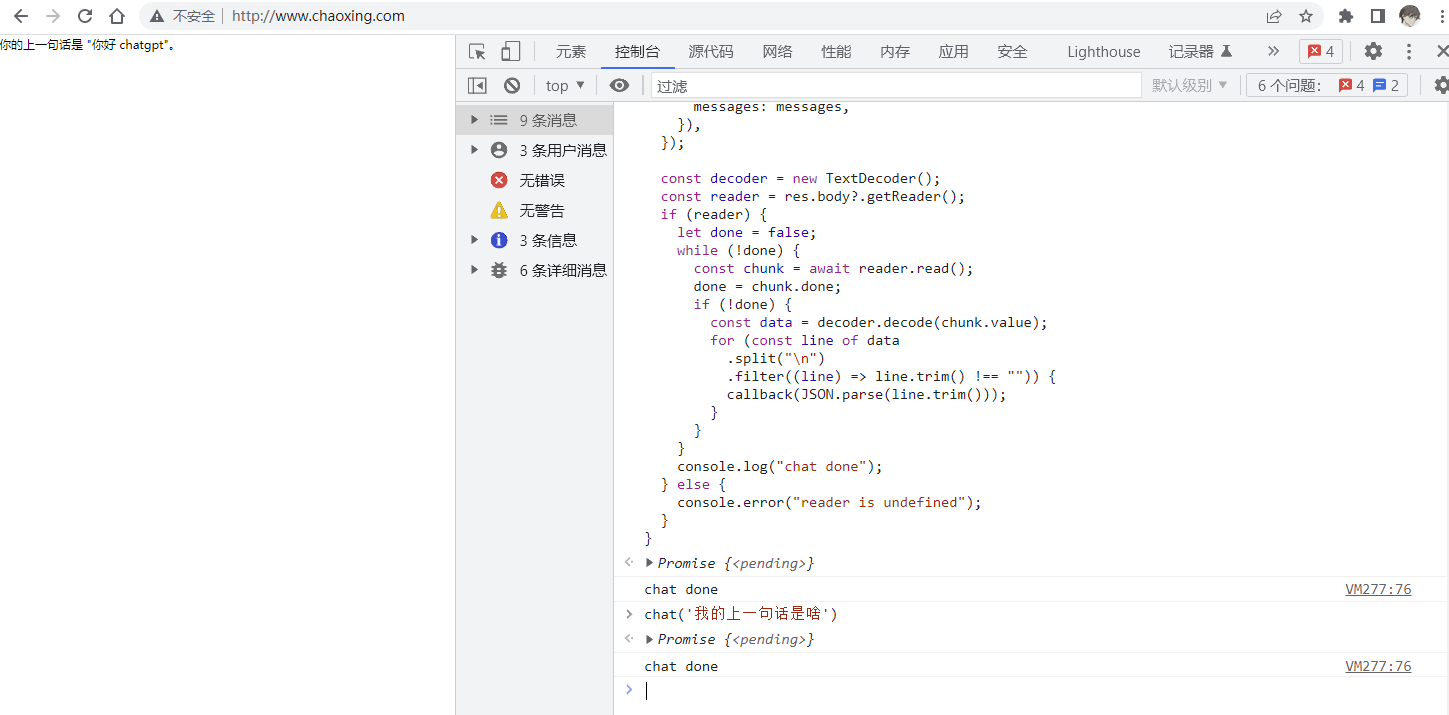 不安全 http://www.chaoxing.com
你的上一句话是 "你好 chatgpt"。
元素 控制台 源代码 网络 性能 内存 应用 安全 Lighthouse 记录器 4
top 过滤 默认级别 6 个问题: 4 2
9 条消息
3 条用户消息
无错误
无警告
3 条信息
6 条详细消息
messages: messages,
}),
});
const decoder = new TextDecoder();
const reader = res.body?.getReader();
if (reader) {
let done = false;
while (!done) {
const chunk = await reader.read();
done = chunk.done;
if (!done) {
const data = decoder.decode(chunk.value);
for (const line of data
.split("\n")
.filter((line) => line.trim() !== "")) {
callback(JSON.parse(line.trim()));
}
}
}
console.log("chat done");
} else {
console.error("reader is undefined");
}
}
Promise {<pending>}
chat done VM277:76
chat('我的上一句话是啥')
Promise {<pending>}
chat done VM277:76